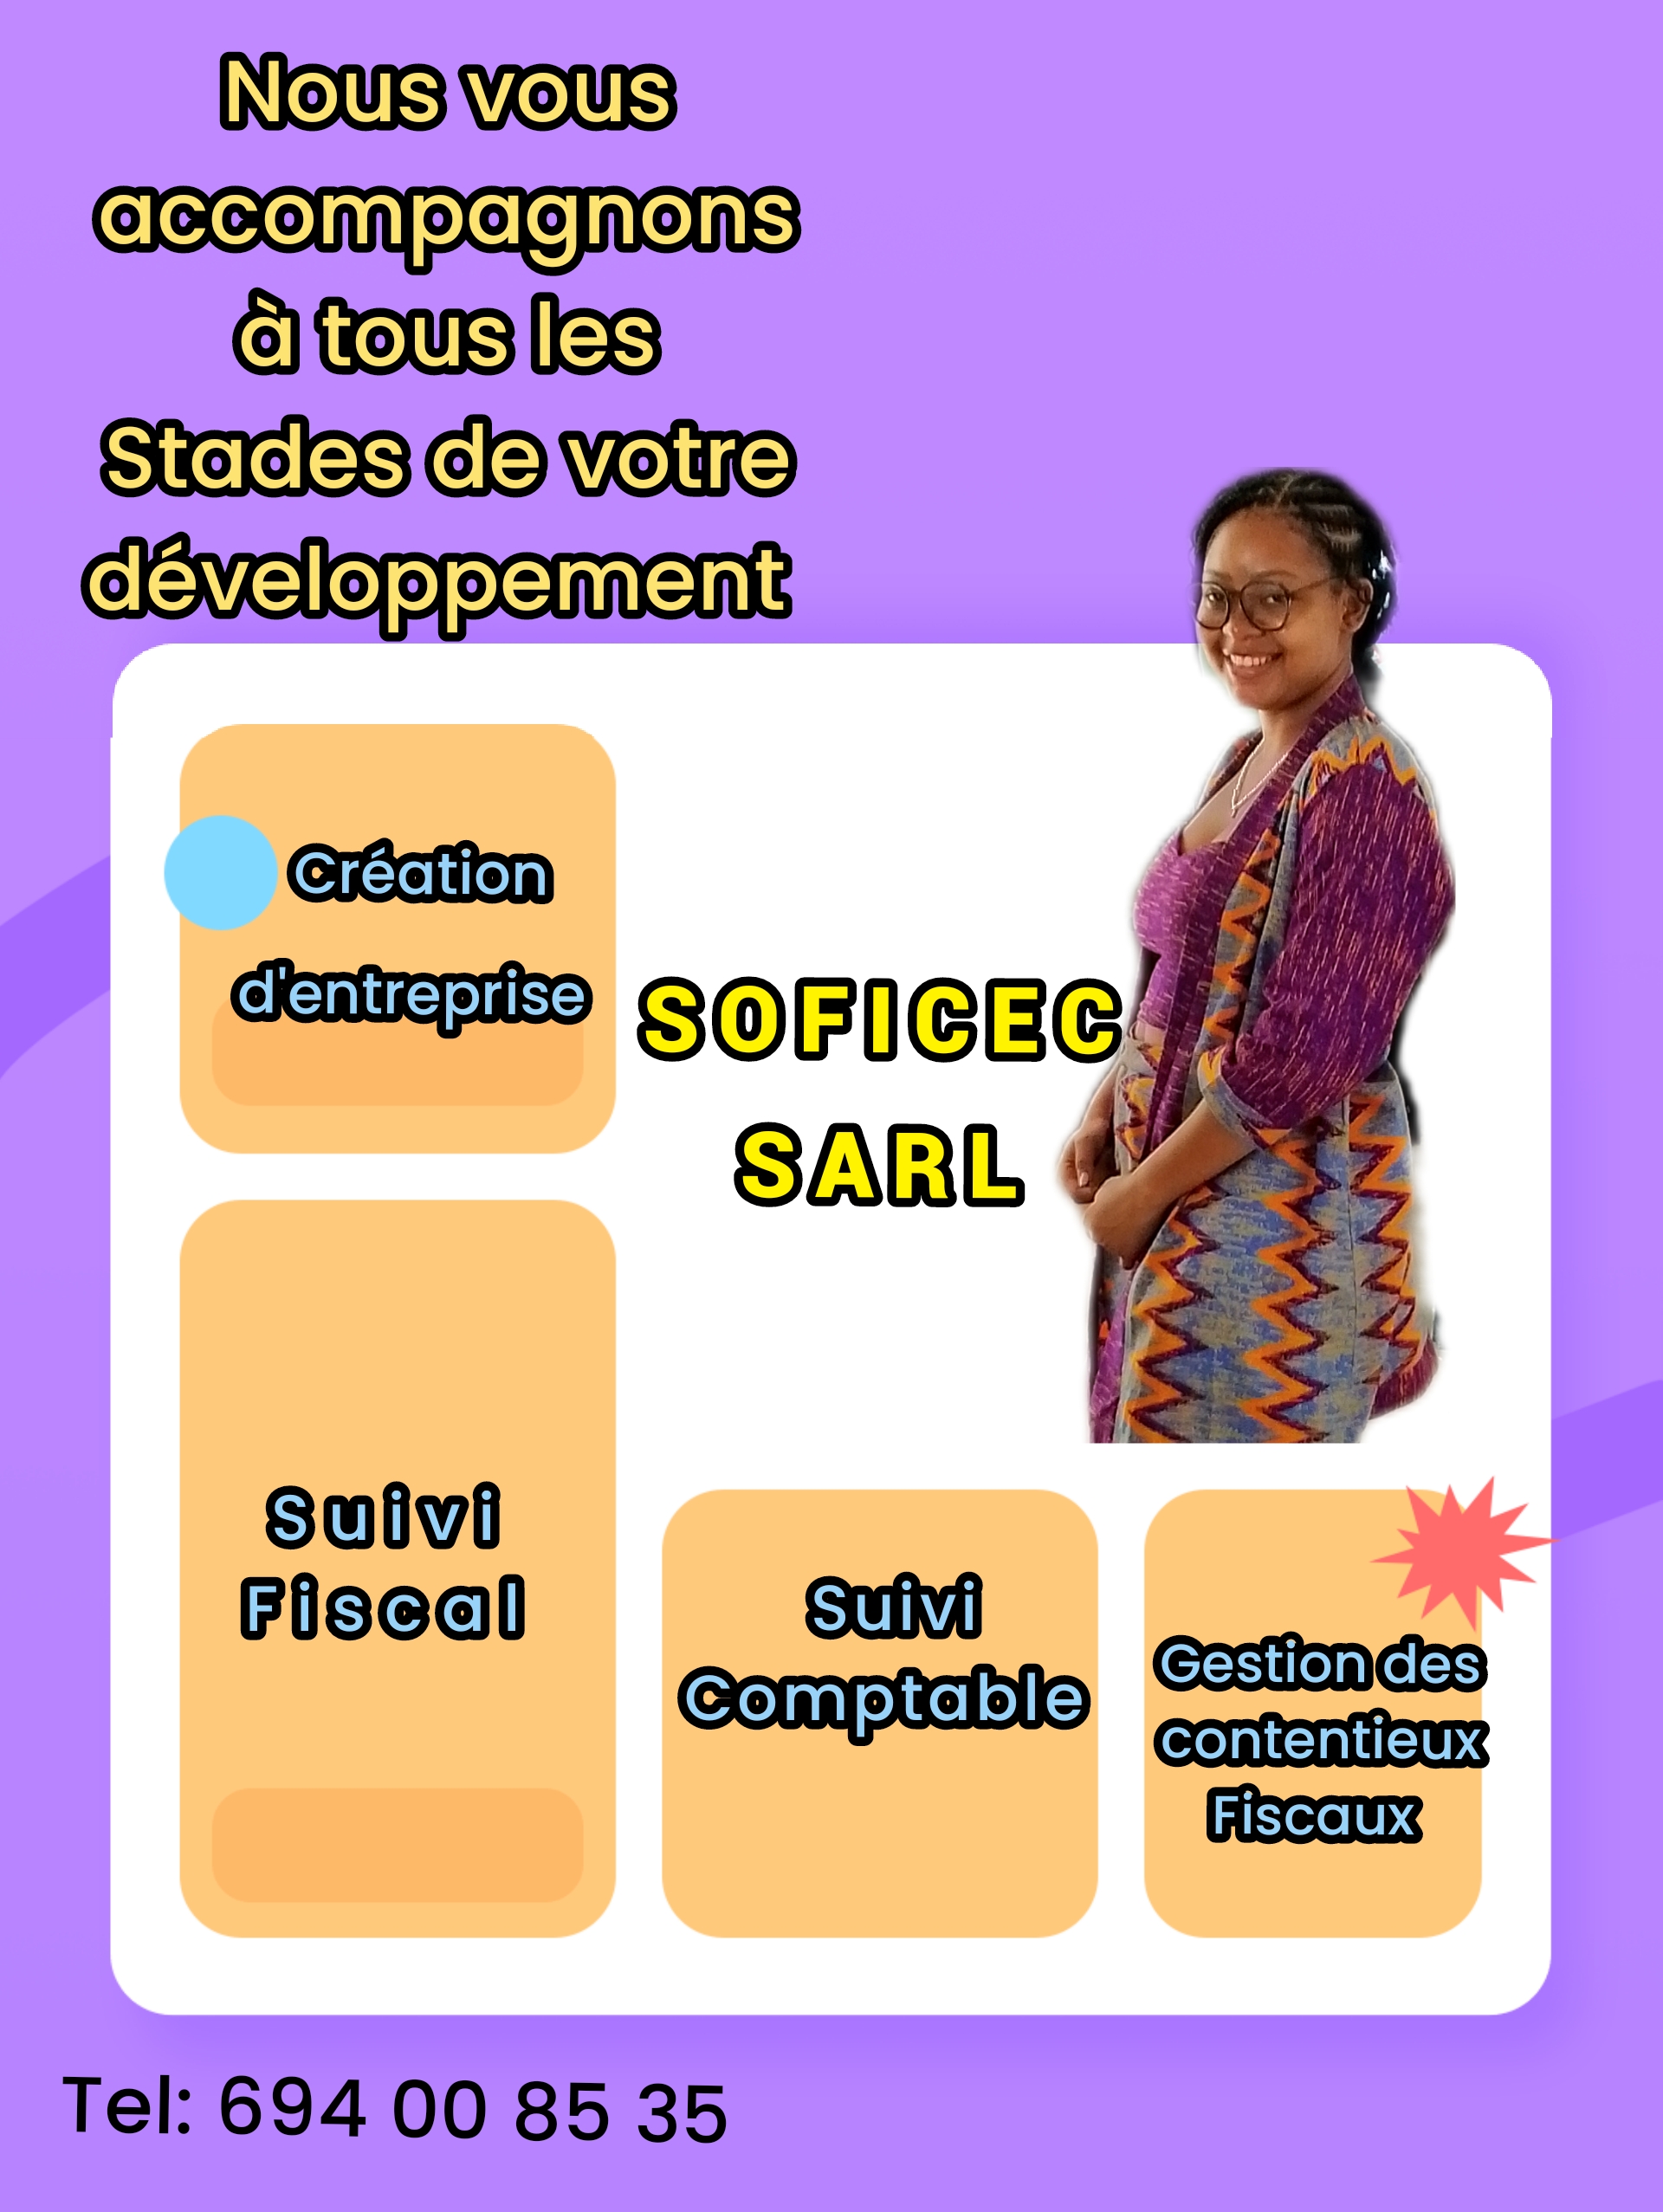 Nous vous
accompagnons
à tous les
Stades de votre
développement
Création
d'entreprise
SOFICEC
SARL
Suivi
Fiscal
Suivi
Comptable
Gestion des
contentieux
Fiscaux
Tel: 694 00 85 35